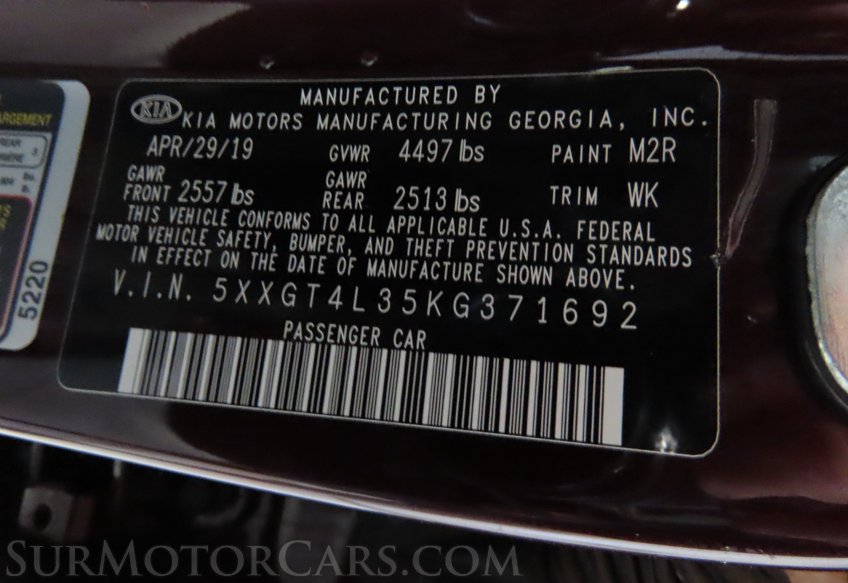 MANUFACTURED BY
KIA KIA MOTORS MANUFACTURING GEORGIA, INC.
APR/29/19 GVWR 4497 lbs PAINT M2R
GAWR FRONT 2557 lbs GAWR REAR 2513 lbs TRIM WK
THIS VEHICLE CONFORMS TO ALL APPLICABLE U.S.A. FEDERAL
MOTOR VEHICLE SAFETY, BUMPER, AND THEFT PREVENTION STANDARDS
IN EFFECT ON THE DATE OF MANUFACTURE SHOWN ABOVE.
V.I.N. 5XXGT4L35KG371692
PASSENGER CAR
5220
SurMotorCars.com